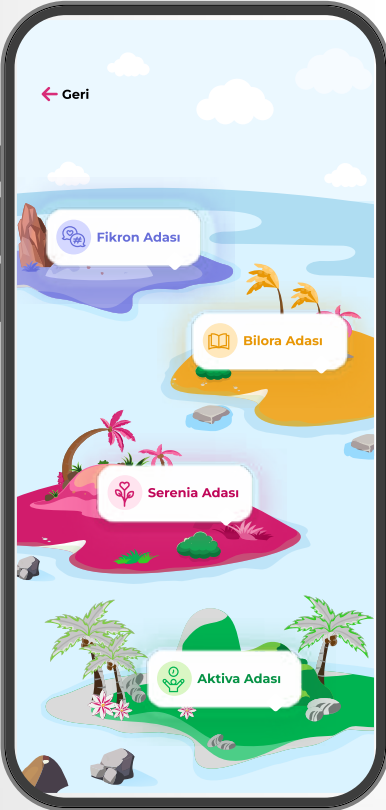 Geri
Fikron Adası
Bilora Adası
Serenia Adası
Aktiva Adası